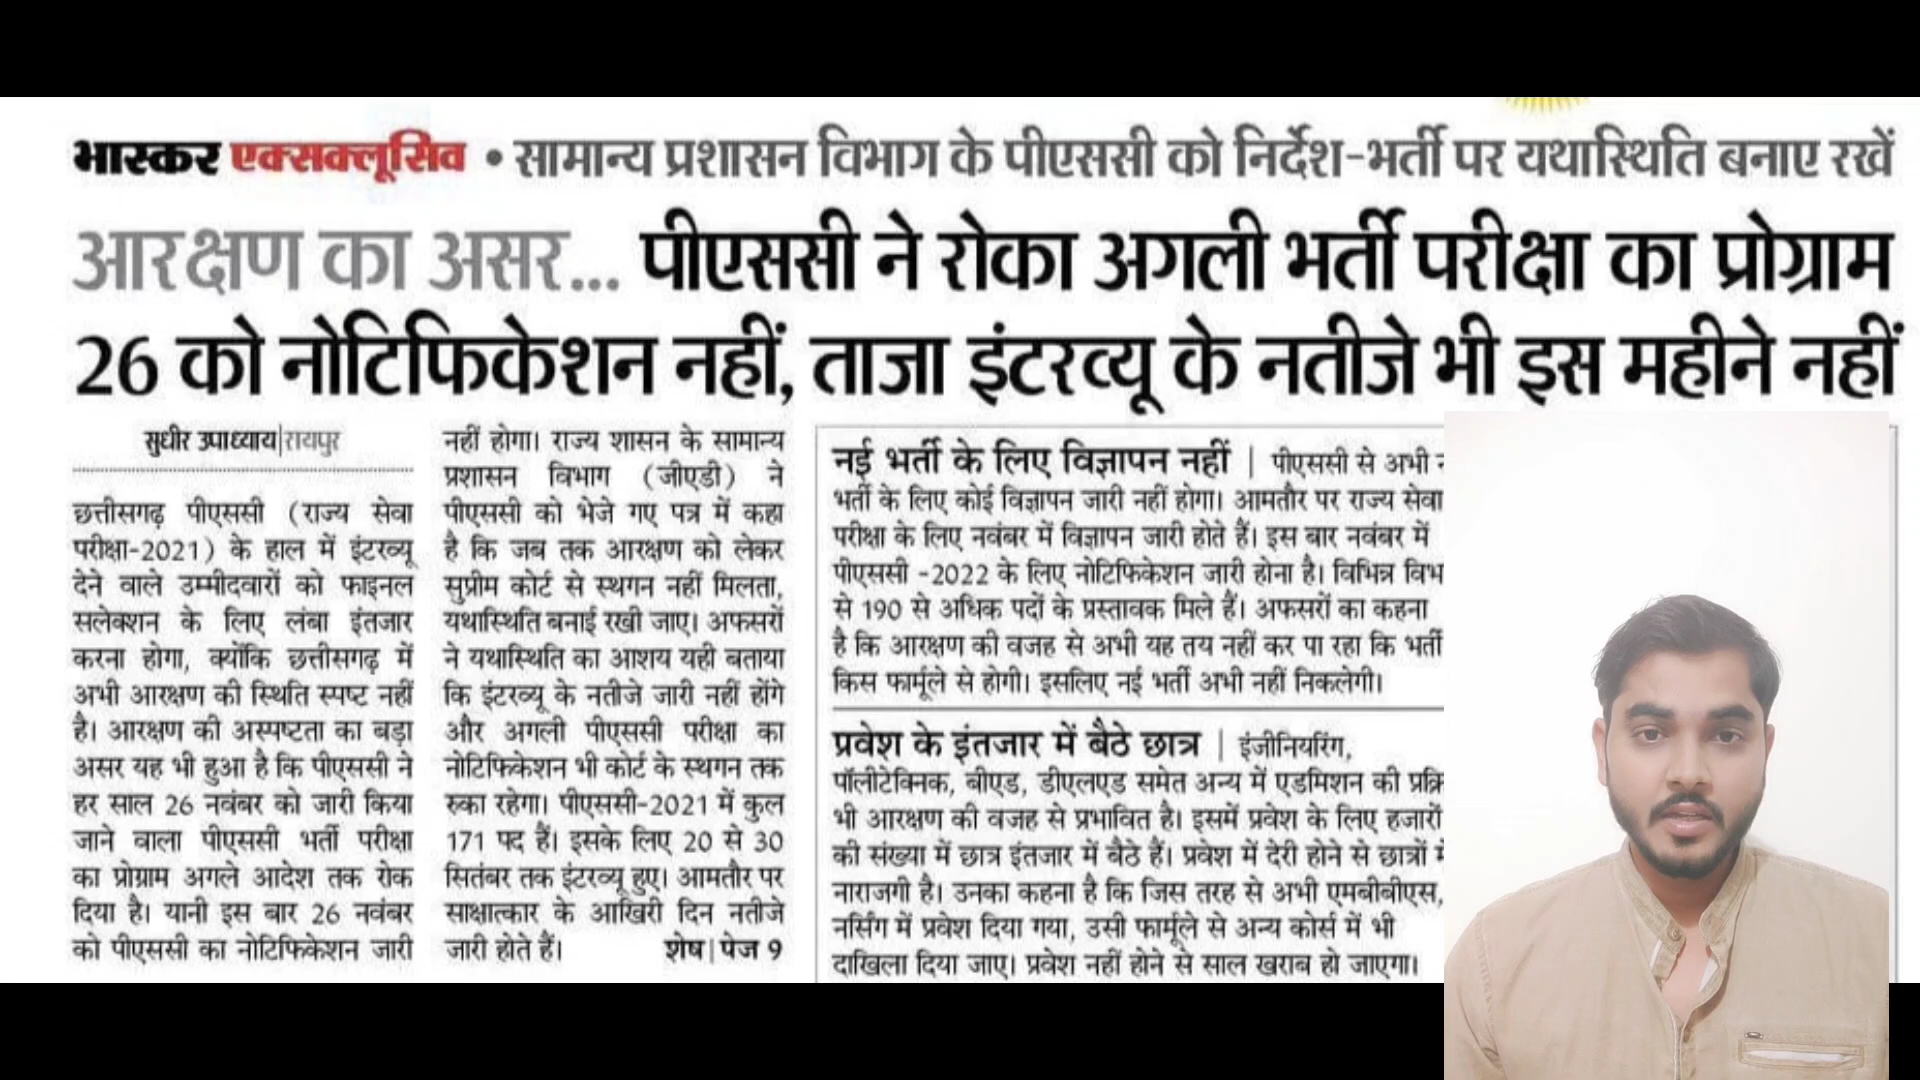 भास्कर एक्सक्लूसिव • सामान्य प्रशासन विभाग के पीएससी को निर्देश-भर्ती पर यथास्थिति बनाए रखें
आरक्षण का असर... पीएससी ने रोका अगली भर्ती परीक्षा का प्रोग्राम
26 को नोटिफिकेशन नहीं, ताजा इंटरव्यू के नतीजे भी इस महीने नहीं
सुधीर उपाध्याय|रायपुर
छत्तीसगढ़ पीएससी (राज्य सेवा
परीक्षा-2021) के हाल में इंटरव्यू
देने वाले उम्मीदवारों को फाइनल
सलेक्शन के लिए लंबा इंतजार
करना होगा, क्योंकि छत्तीसगढ़ में
अभी आरक्षण की स्थिति स्पष्ट नहीं
है। आरक्षण की अस्पष्टता का बड़ा
असर यह भी हुआ है कि पीएससी ने
हर साल 26 नवंबर को जारी किया
जाने वाला पीएससी भर्ती परीक्षा
का प्रोग्राम अगले आदेश तक रोक
दिया है। यानी इस बार 26 नवंबर
को पीएससी का नोटिफिकेशन जारी
नहीं होगा। राज्य शासन के सामान्य
प्रशासन विभाग (जीएडी) ने
पीएससी को भेजे गए पत्र में कहा
है कि जब तक आरक्षण को लेकर
सुप्रीम कोर्ट से स्थगन नहीं मिलता,
यथास्थिति बनाई रखी जाए। अफसरों
ने यथास्थिति का आशय यही बताया
कि इंटरव्यू के नतीजे जारी नहीं होंगे
और अगली पीएससी परीक्षा का
नोटिफिकेशन भी कोर्ट के स्थगन तक
रुका रहेगा। पीएससी-2021 में कुल
171 पद हैं। इसके लिए 20 से 30
सितंबर तक इंटरव्यू हुए। आमतौर पर
साक्षात्कार के आखिरी दिन नतीजे
जारी होते हैं। शेष|पेज 9
नई भर्ती के लिए विज्ञापन नहीं | पीएससी से अभी
भर्ती के लिए कोई विज्ञापन जारी नहीं होगा। आमतौर पर राज्य सेवा
परीक्षा के लिए नवंबर में विज्ञापन जारी होते हैं। इस बार नवंबर में
पीएससी -2022 के लिए नोटिफिकेशन जारी होना है। विभिन्न
से 190 से अधिक पदों के प्रस्तावक मिले हैं। अफसरों का कहना
है कि आरक्षण की वजह से अभी यह तय नहीं कर पा रहा कि भर्ती
किस फार्मूले से होगी। इसलिए नई भर्ती अभी नहीं निकलेगी।
प्रवेश के इंतजार में बैठे छात्र | इंजीनियरिंग,
पॉलीटेक्निक, बीएड, डीएलएड समेत अन्य में एडमिशन की
भी आरक्षण की वजह से प्रभावित है। इसमें प्रवेश के लिए हजारों
की संख्या में छात्र इंतजार में बैठे हैं। प्रवेश में देरी होने से छात्रों
नाराजगी है। उनका कहना है कि जिस तरह से अभी एमबीबीएस,
नर्सिंग में प्रवेश दिया गया, उसी फार्मूले से अन्य कोर्स में भी
दाखिला दिया जाए। प्रवेश नहीं होने से साल खराब हो जाएगा।